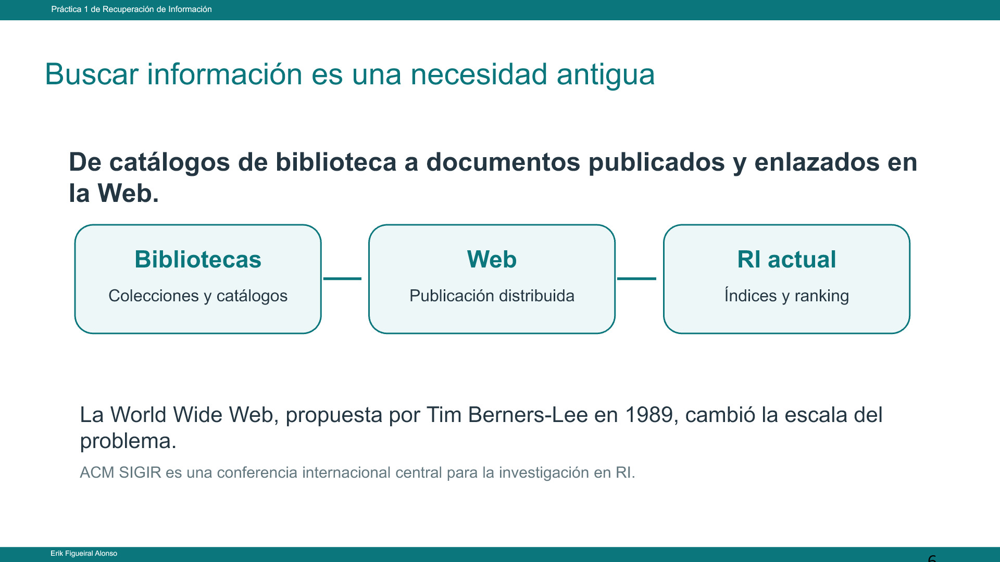 Práctica 1 de Recuperación de Información
Buscar información es una necesidad antigua
De catálogos de biblioteca a documentos publicados y enlazados en
la Web.
Bibliotecas
Colecciones y catálogos
Web
Publicación distribuida
RI actual
Índices y ranking
La World Wide Web, propuesta por Tim Berners-Lee en 1989, cambió la escala del
problema.
ACM SIGIR es una conferencia internacional central para la investigación en RI.
Erik Figueiral Alonso
6